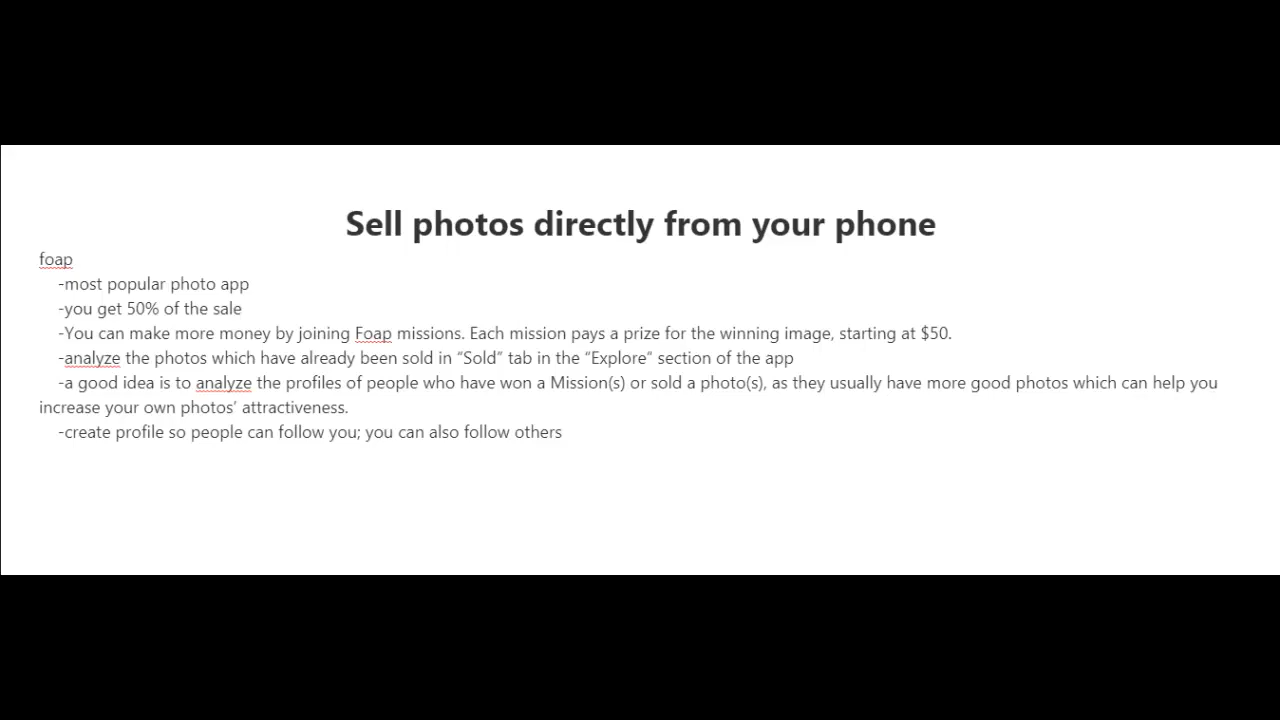 Sell photos directly from your phone
foap
-most popular photo app
-you get 50% of the sale
-You can make more money by joining Foap missions. Each mission pays a prize for the winning image, starting at $50.
-analyze the photos which have already been sold in “Sold” tab in the “Explore” section of the app
-a good idea is to analyze the profiles of people who have won a Mission(s) or sold a photo(s), as they usually have more good photos which can help you
increase your own photos’ attractiveness.
-create profile so people can follow you; you can also follow others